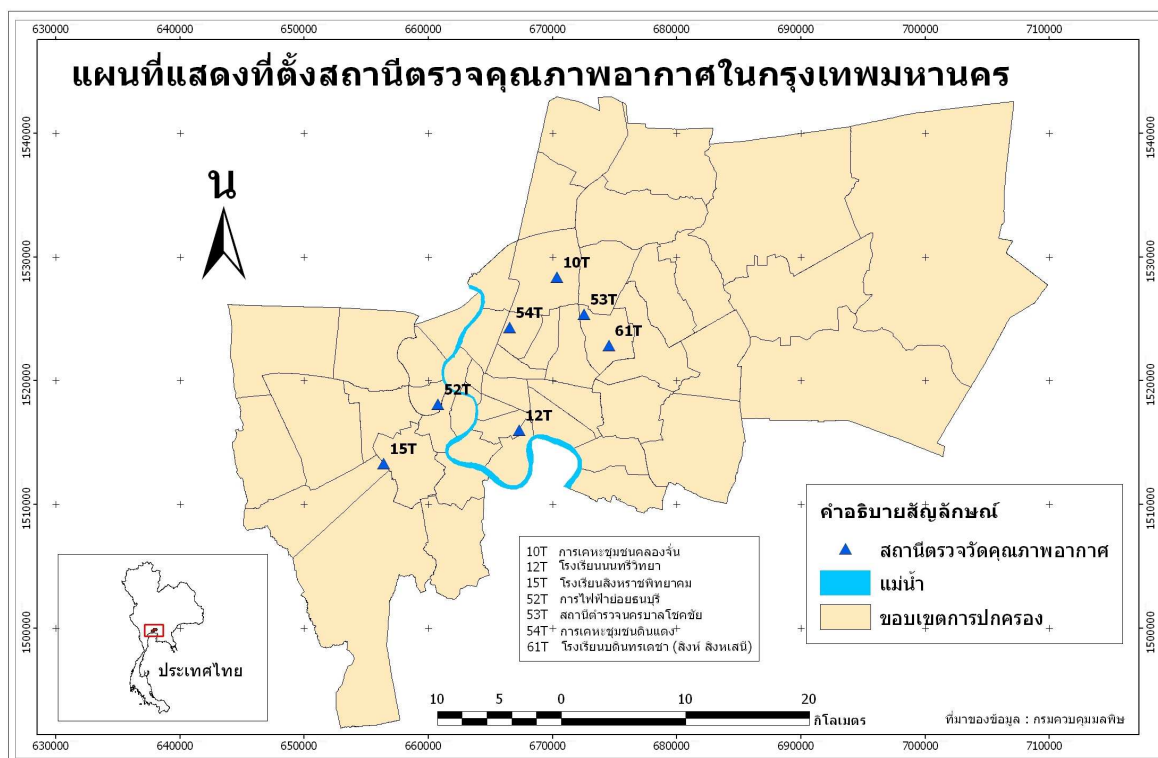 630000 640000 650000 660000 670000 680000 690000 700000 710000
แผนที่แสดงที่ตั้งสถานีตรวจคุณภาพอากาศในกรุงเทพมหานคร
1540000 1540000
น
1530000 1530000
10T
53T
54T
61T
1520000 1520000
52T
12T
15T
1510000 1510000
คำอธิบายสัญลักษณ์
สถานีตรวจวัดคุณภาพอากาศ
แม่น้ำ
ขอบเขตการปกครอง
10T การเคหะชุมชนคลองจั่น
12T โรงเรียนนนทรีวิทยา
15T โรงเรียนสิงหราชพิทยาคม
52T การไฟฟ้าย่อยธนบุรี
53T สถานีตำรวจนครบาลโชคชัย
54T การเคหะชุมชนดินแดง
61T โรงเรียนบดินทรเดชา (สิงห์ สิงหเสนี)
1500000 1500000
ประเทศไทย
10 5 0 10 20
กิโลเมตร
ที่มาของข้อมูล : กรมควบคุมมลพิษ
630000 640000 650000 660000 670000 680000 690000 700000 710000